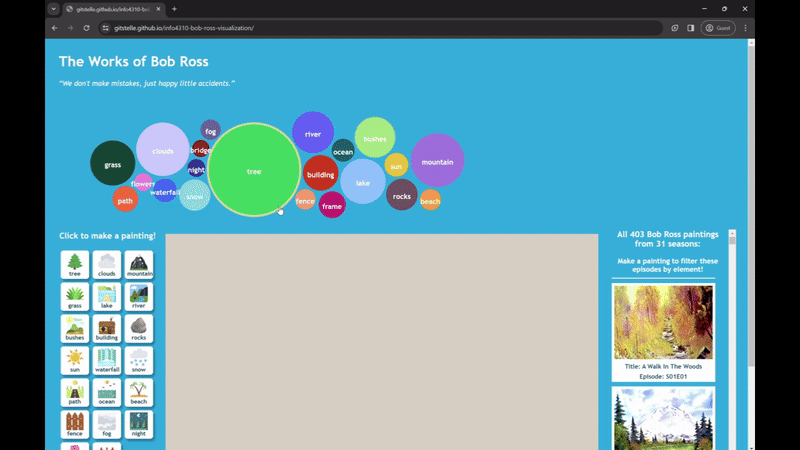 gitstelle.github.io/info4310-bob-ross-visualization/
gitstelle.github.io/info4310-bob-ross-visualization/
Guest
The Works of Bob Ross
“We don't make mistakes, just happy little accidents.”
fog
river
bushes
clouds
bridge
ocean
grass
tree
sun
mountain
night
building
flowers
lake
waterfall
snow
path
fence
frame
rocks
beach
Click to make a painting!
tree clouds mountain
grass lake river
bushes building rocks
sun waterfall snow
path ocean beach
fence fog night
All 403 Bob Ross paintings
from 31 seasons:
Make a painting to filter these
episodes by element!
Title: A Walk In The Woods
Episode: S01E01